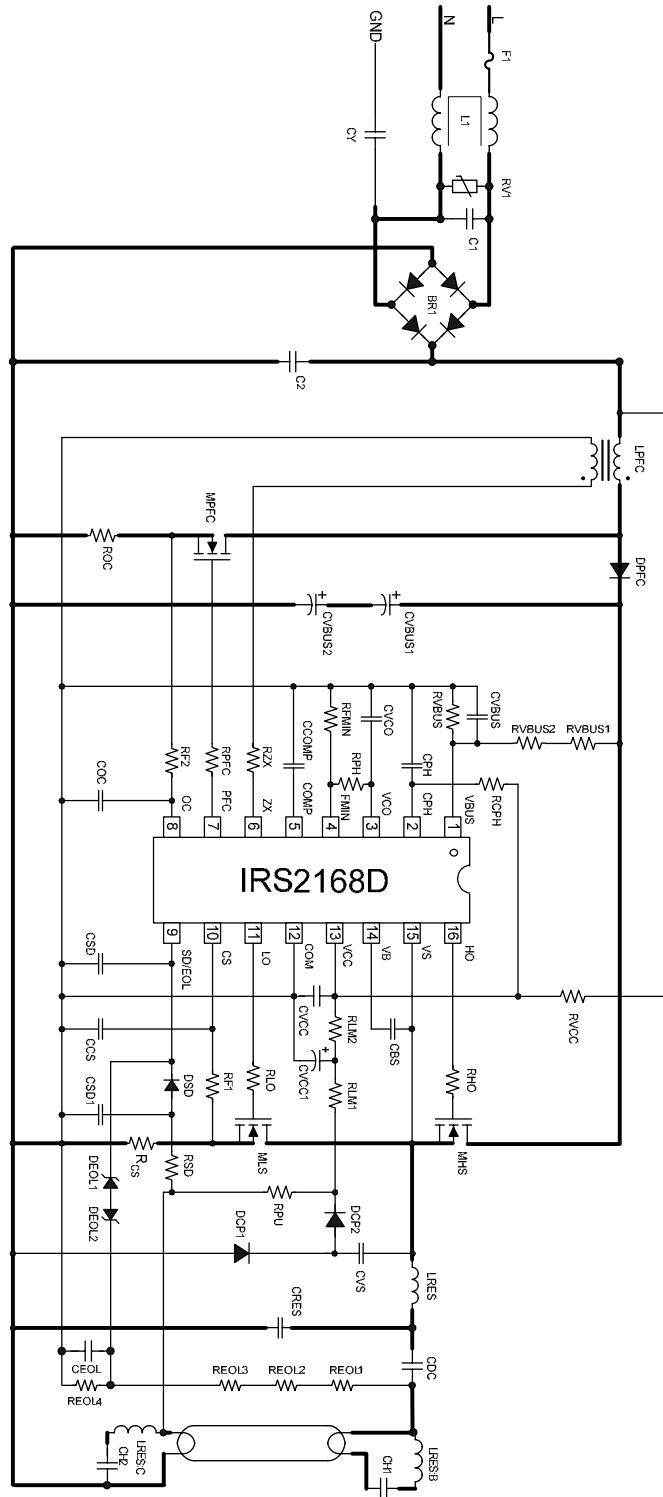 GND
N
L
F1
L1
CY
RV1
C1
BR1
C2
LPFC
MPFC
ROC
DPFC
CVBUS2
CVBUS1
RVBUS1
RVBUS2
CVBUS
RVBUS
RCPH
CPH
CVCO
RPH
RFMIN
CCOMP
RZX
RPFC
RF2
COC
VBUS
CPH
VCO
FMIN
COMP
ZX
PFC
OC
1
2
3
4
5
6
7
8
IRS2168D
16
15
14
13
12
11
10
9
HO
VS
VB
VCC
COM
LO
CS
SD/EOL
RVCC
CSD
CCS
CSD1
CVCC
RLM2
CBS
CVCC1
RLM1
RHO
RLO
RF1
DSD
MHS
MLS
RCS
RSD
DEOL1
DEOL2
RPU
DCP1
DCP2
CVS
LRES
CRES
CDC
CEOL
REOL4
REOL3
REOL2
REOL1
LRES:C
CH2
CH1
LRES:B